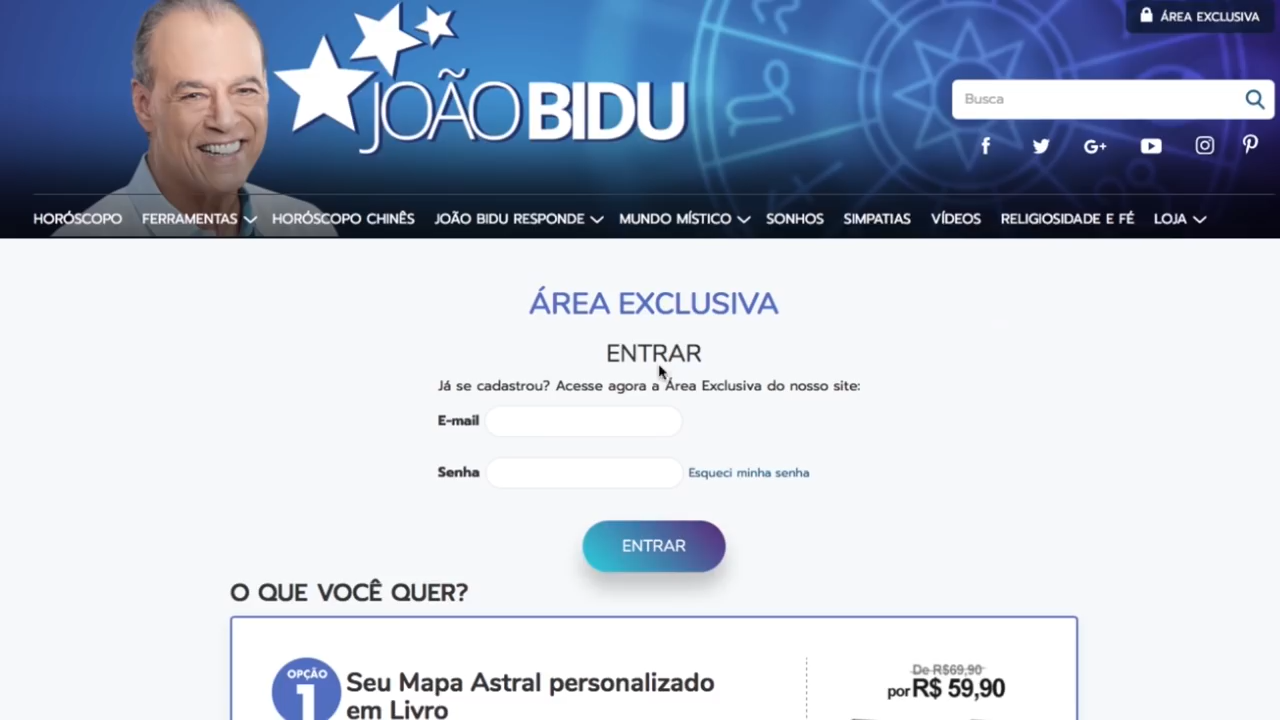 ÁREA EXCLUSIVA
JOÃO BIDU
Busca
HORÓSCOPO FERRAMENTAS HORÓSCOPO CHINÊS JOÃO BIDU RESPONDE MUNDO MÍSTICO SONHOS SIMPATIAS VÍDEOS RELIGIOSIDADE E FÉ LOJA
ÁREA EXCLUSIVA
ENTRAR
Já se cadastrou? Acesse agora a Área Exclusiva do nosso site:
E-mail
Senha Esqueci minha senha
ENTRAR
O QUE VOCÊ QUER?
OPÇÃO
1
Seu Mapa Astral personalizado
em Livro
De R$69,90
por R$ 59,90